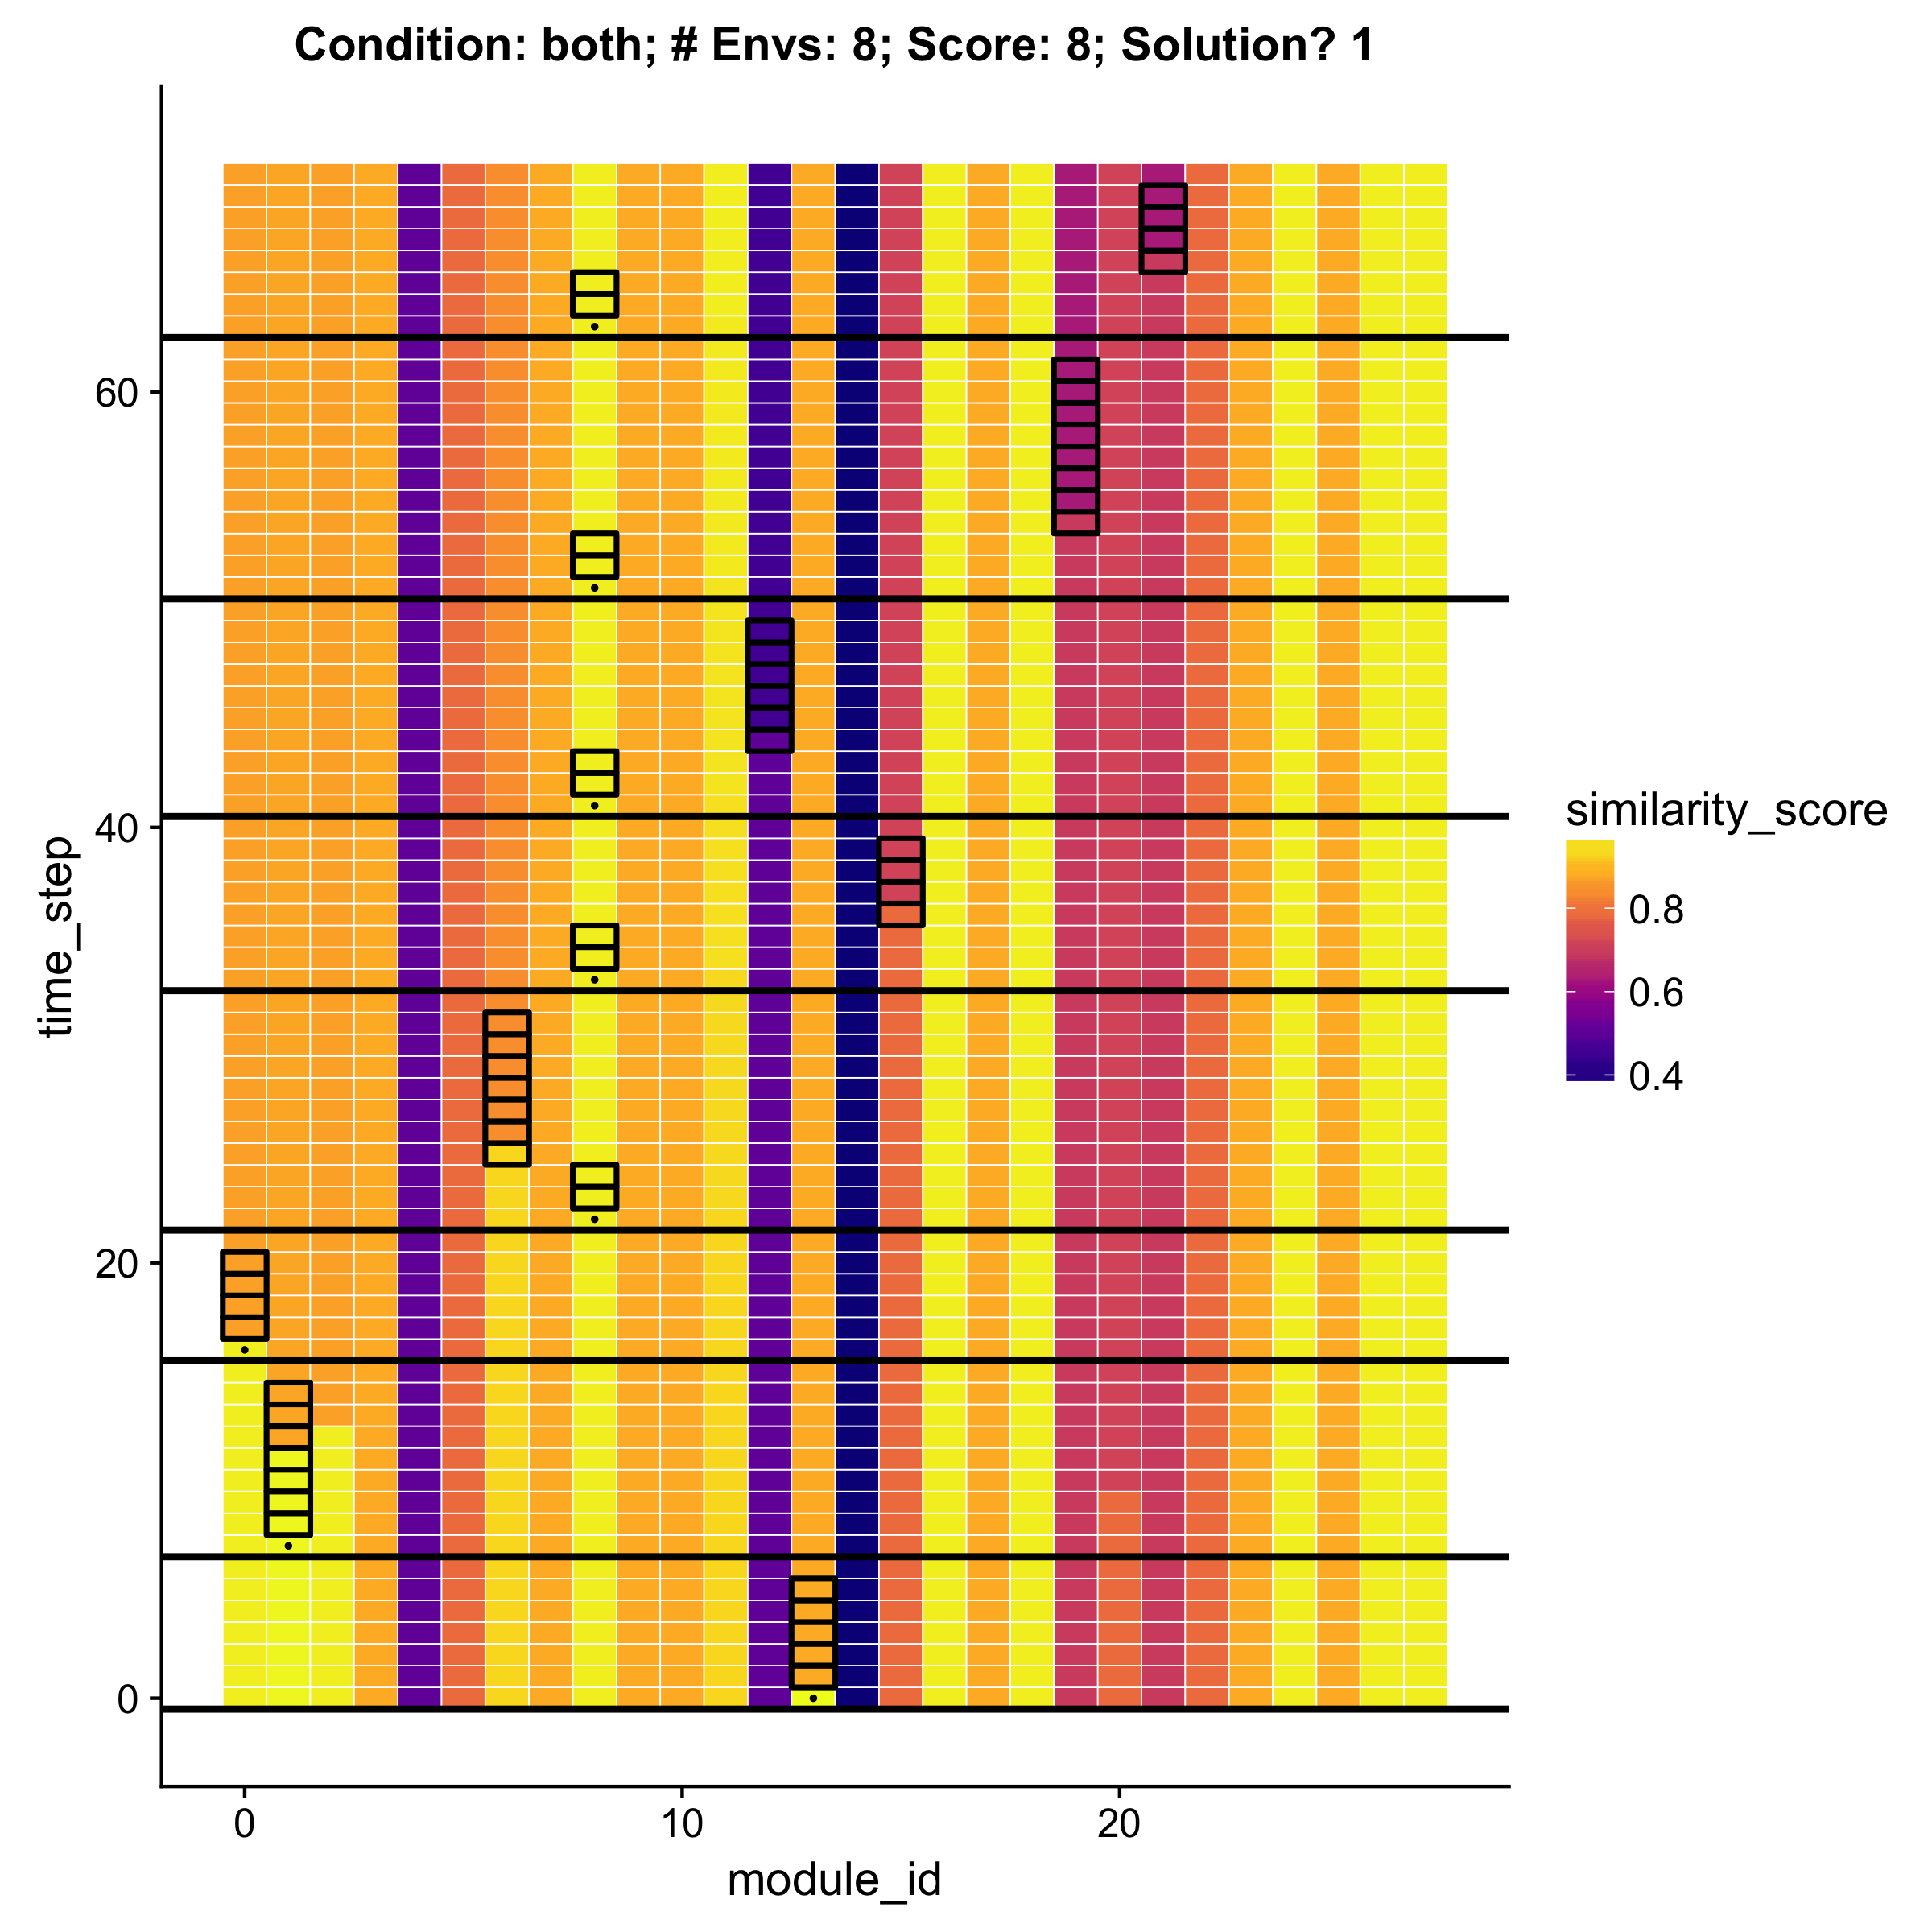 Condition: both; # Envs: 8; Score: 8; Solution? 1
time_step
60
40
20
0
0 10 20
module_id
similarity_score
0.8
0.6
0.4